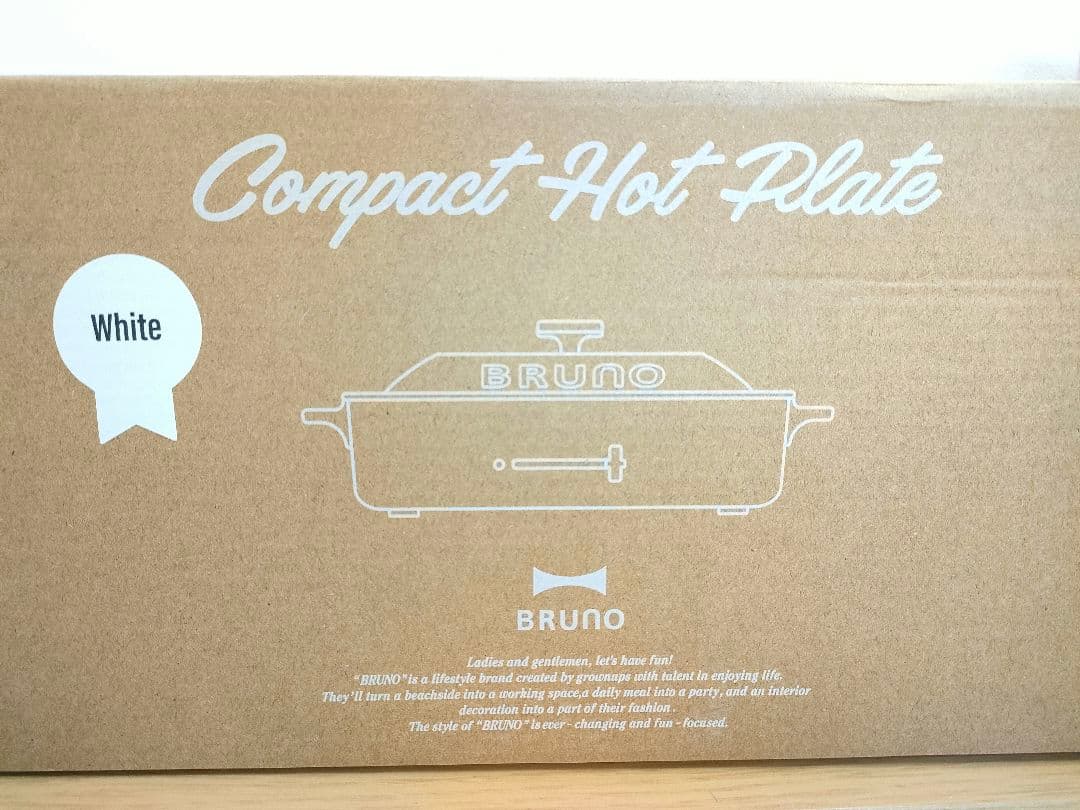 Compact Hot Plate
White
BRUNO
BRUNO
Ladies and gentlemen, let's have fun!
"BRUNO" is a lifestyle brand created by grownups with talent in enjoying life.
They'll turn a beachside into a working space,a daily meal into a party, and an interior
decoration into a part of their fashion.
The style of "BRUNO" is ever - changing and fun - focused.